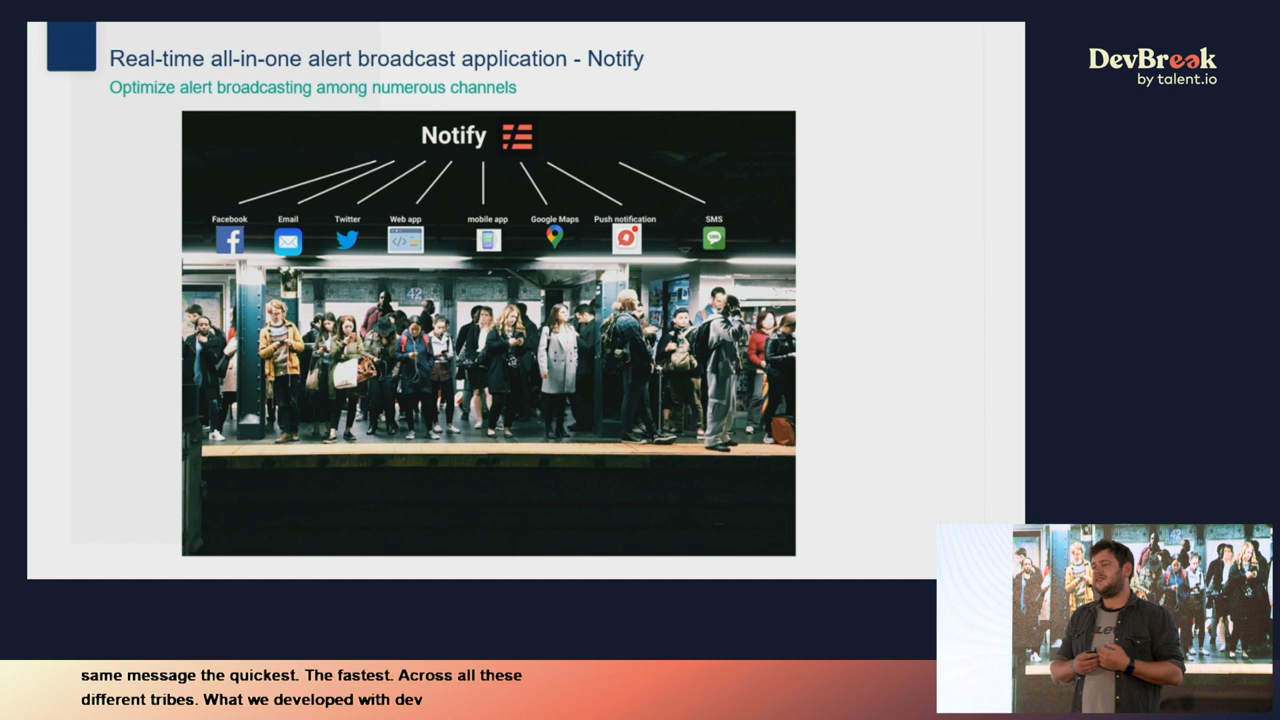 Real-time all-in-one alert broadcast application - Notify
Optimize alert broadcasting among numerous channels
DevBreak
by talent.io
Notify
Facebook
Email
Twitter
Web app
mobile app
Google Maps
Push notification
SMS
42
same message the quickest. The fastest. Across all these
different tribes. What we developed with dev